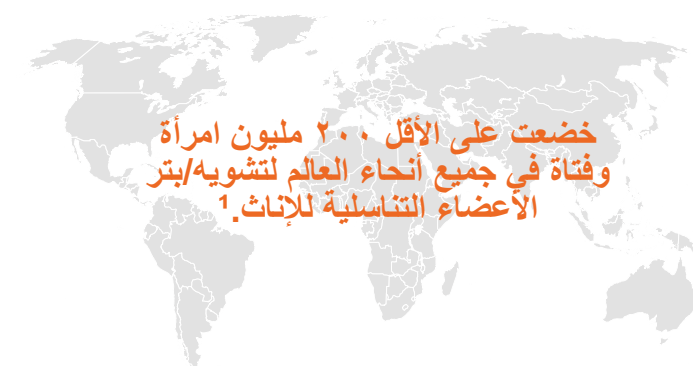 خضعت على الأقل ٢٠٠ مليون امرأة
وفتاة في جميع أنحاء العالم لتشويه/بتر
الأعضاء التناسلية للإناث.¹